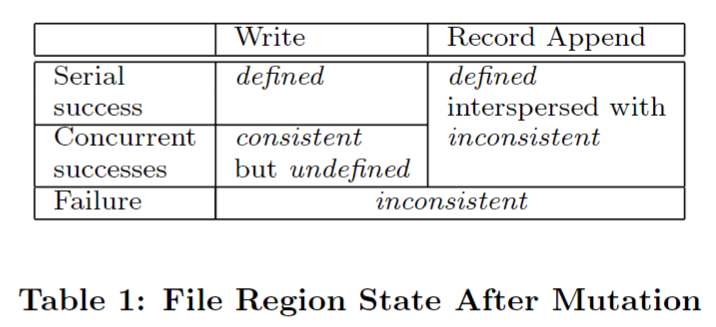 Write Record Append
Serial defined defined
success interspersed with
Concurrent consistent inconsistent
successes but undefined
Failure inconsistent
Table 1: File Region State After Mutation